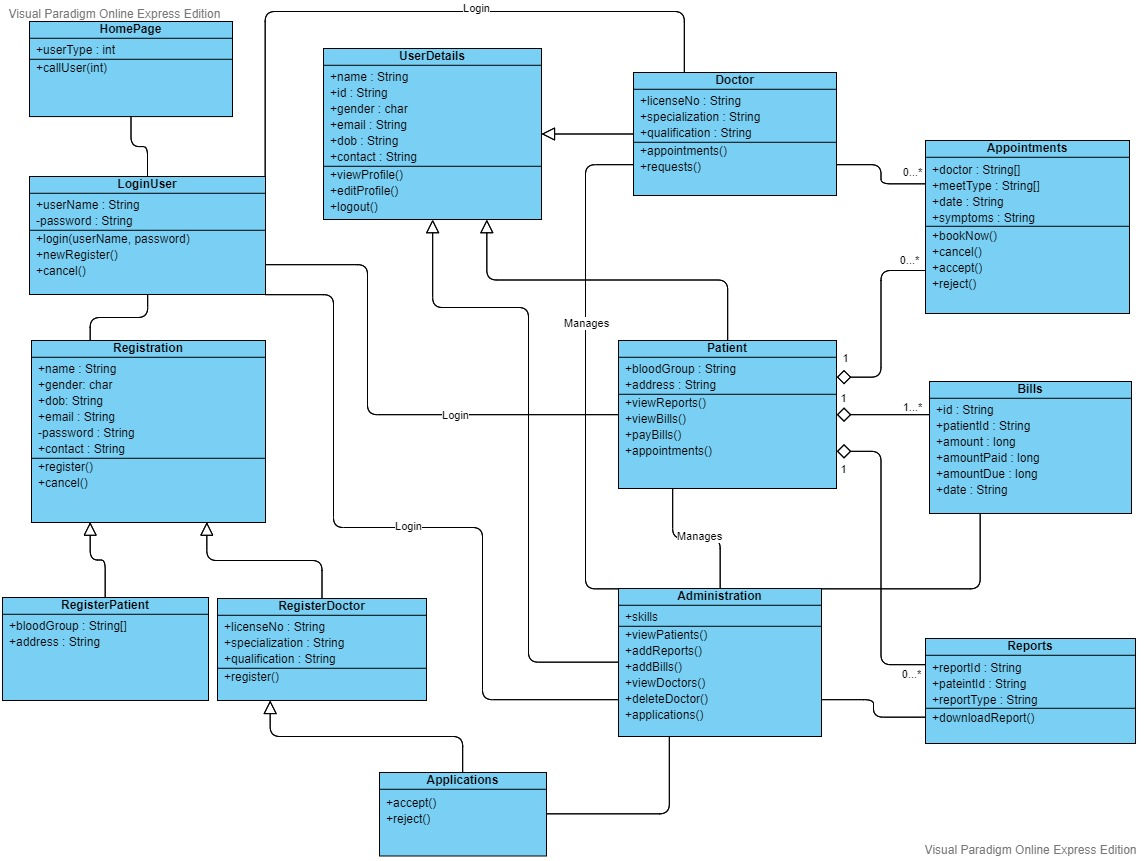 Visual Paradigm Online Express Edition
HomePage
+userType : int
+callUser(int)
Login
UserDetails
+name : String
+id : String
+gender : char
+email : String
+dob : String
+contact : String
+viewProfile()
+editProfile()
+logout()
Doctor
+licenseNo : String
+specialization : String
+qualification : String
+appointments()
+requests()
Appointments
+doctor : String[]
+meetType : String[]
+date : String
+symptoms : String
+bookNow()
+cancel()
+accept()
+reject()
0...*
0...*
LoginUser
+userName : String
-password : String
+login(userName, password)
+newRegister()
+cancel()
Manages
Registration
+name : String
+gender: char
+dob: String
+email : String
-password : String
+contact : String
+register()
+cancel()
Login
Patient
+bloodGroup : String
+address : String
+viewReports()
+viewBills()
+payBills()
+appointments()
1
1
1
1...*
Bills
+id : String
+patientId : String
+amount : long
+amountPaid : long
+amountDue : long
+date : String
Login
Manages
RegisterPatient
+bloodGroup : String[]
+address : String
RegisterDoctor
+licenseNo : String
+specialization : String
+qualification : String
+register()
Administration
+skills
+viewPatients()
+addReports()
+addBills()
+viewDoctors()
+deleteDoctor()
+applications()
0...*
Reports
+reportId : String
+pateintId : String
+reportType : String
+downloadReport()
Applications
+accept()
+reject()
Visual Paradigm Online Express Edition